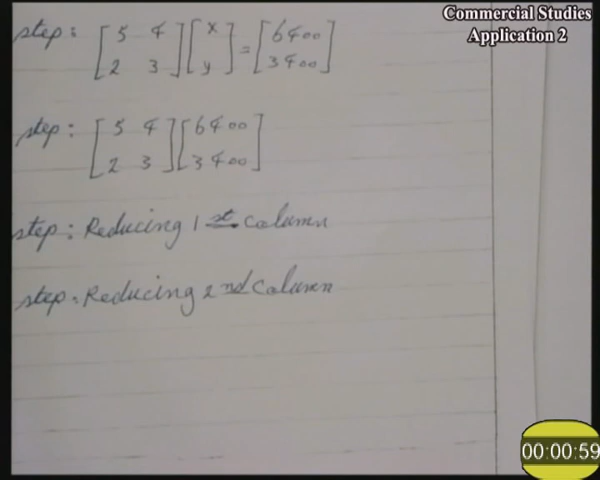 Commercial Studies
Application 2
step: [ 5 4 ] [ x ] = [ 6400 ]
[ 2 3 ] [ y ] [ 3400 ]
step: [ 5 4 ] [ 6400 ]
[ 2 3 ] [ 3400 ]
step: Reducing 1st column
step: Reducing 2nd column
00:00:59